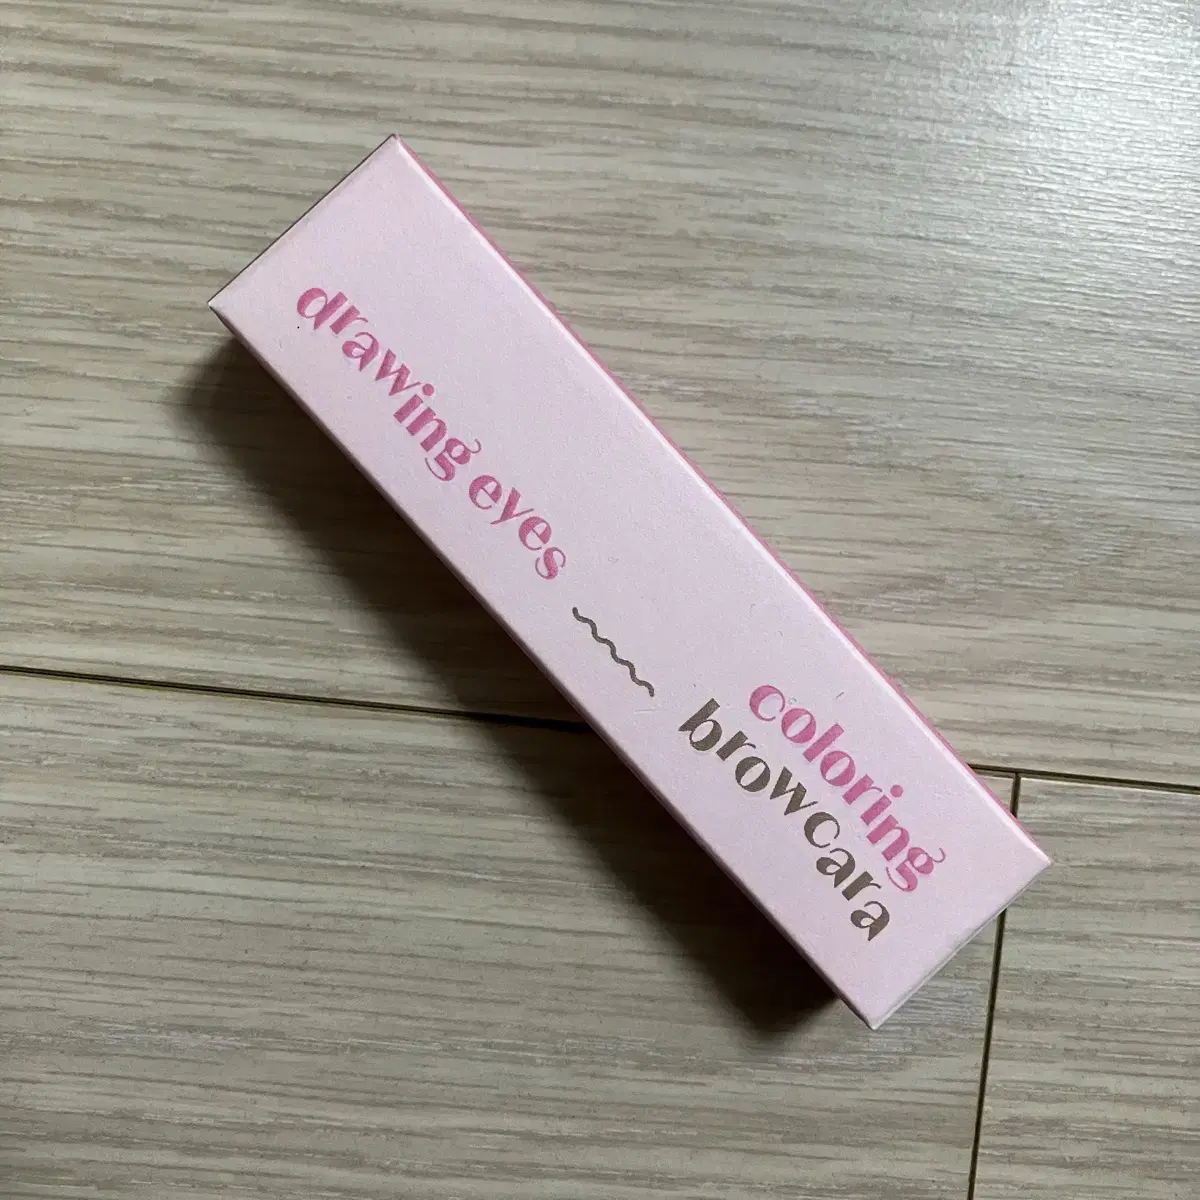 drawing eyes
coloring
browcara